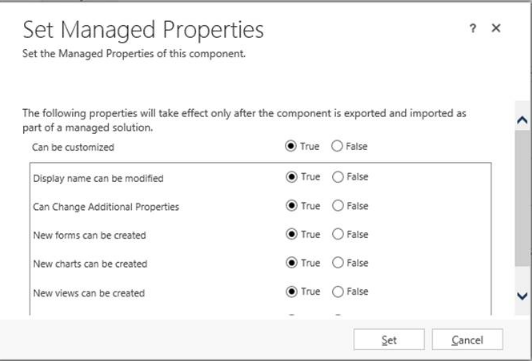 Set Managed Properties
? ×
Set the Managed Properties of this component.
The following properties will take effect only after the component is exported and imported as
part of a managed solution.
Can be customized True False
Display name can be modified True False
Can Change Additional Properties True False
New forms can be created True False
New charts can be created True False
New views can be created True False
Set Cancel